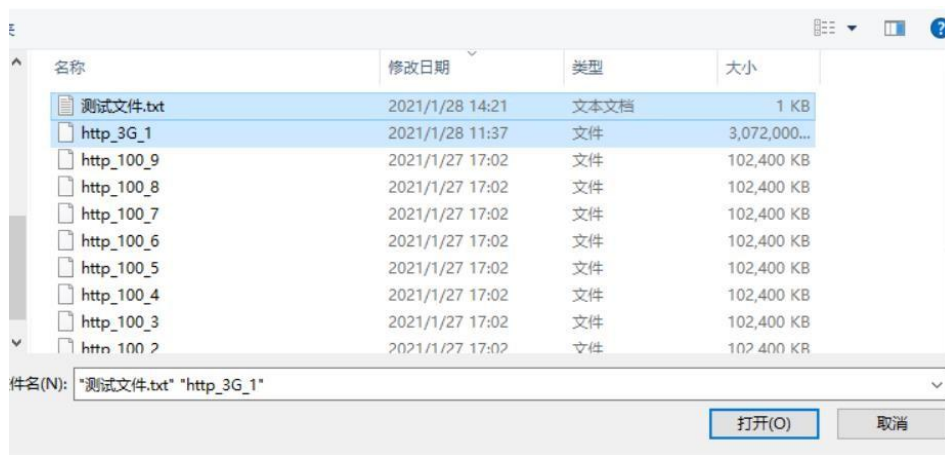 名称 修改日期 类型 大小
测试文件.txt 2021/1/28 14:21 文本文档 1 KB
http_3G_1 2021/1/28 11:37 文件 3,072,000...
http_100_9 2021/1/27 17:02 文件 102,400 KB
http_100_8 2021/1/27 17:02 文件 102,400 KB
http_100_7 2021/1/27 17:02 文件 102,400 KB
http_100_6 2021/1/27 17:02 文件 102,400 KB
http_100_5 2021/1/27 17:02 文件 102,400 KB
http_100_4 2021/1/27 17:02 文件 102,400 KB
http_100_3 2021/1/27 17:02 文件 102,400 KB
http_100_2 2021/1/27 17:02 文件 102,400 KB
件名(N): "测试文件.txt" "http_3G_1"
打开(O) 取消